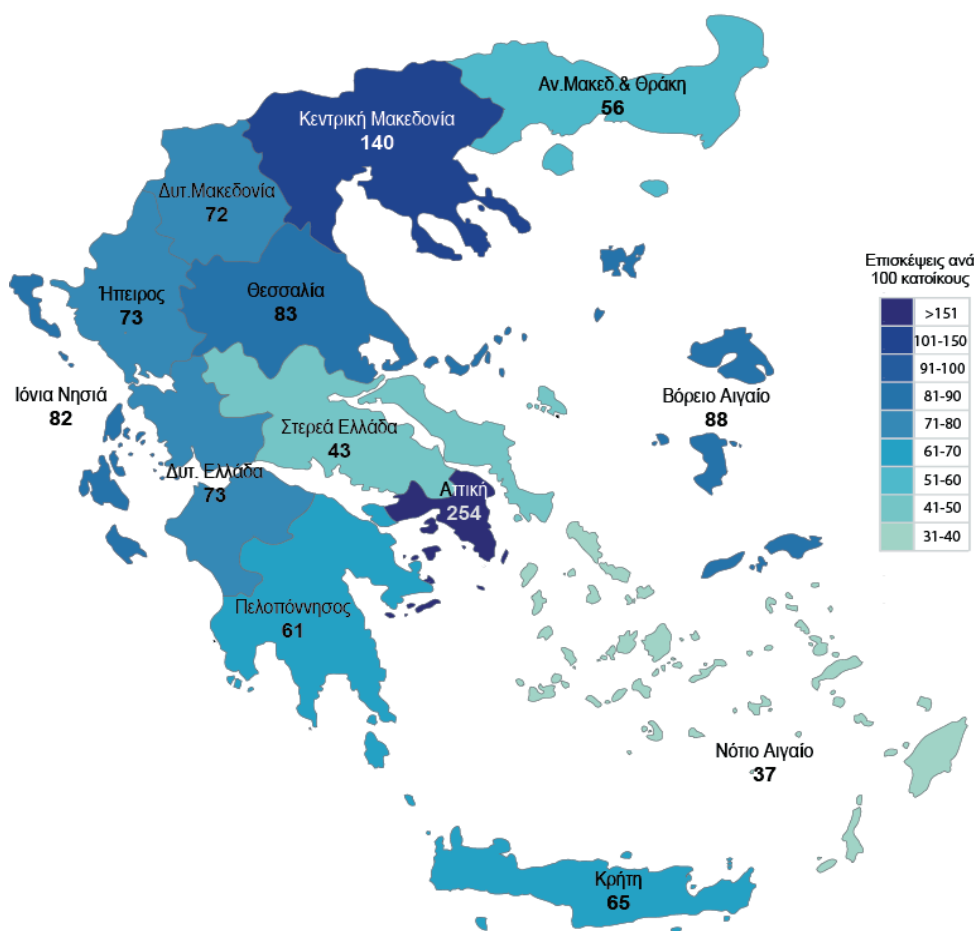 Αν.Μακεδ.& Θράκη
56
Κεντρική Μακεδονία
140
Δυτ.Μακεδονία
72
Ήπειρος
73
Θεσσαλία
83
Επισκέψεις ανά
100 κατοίκους
>151
101-150
91-100
81-90
71-80
61-70
51-60
41-50
31-40
Ιόνια Νησιά
82
Βόρειο Αιγαίο
88
Στερεά Ελλάδα
43
Δυτ. Ελλάδα
73
Αττική
254
Πελοπόννησος
61
Νότιο Αιγαίο
37
Κρήτη
65